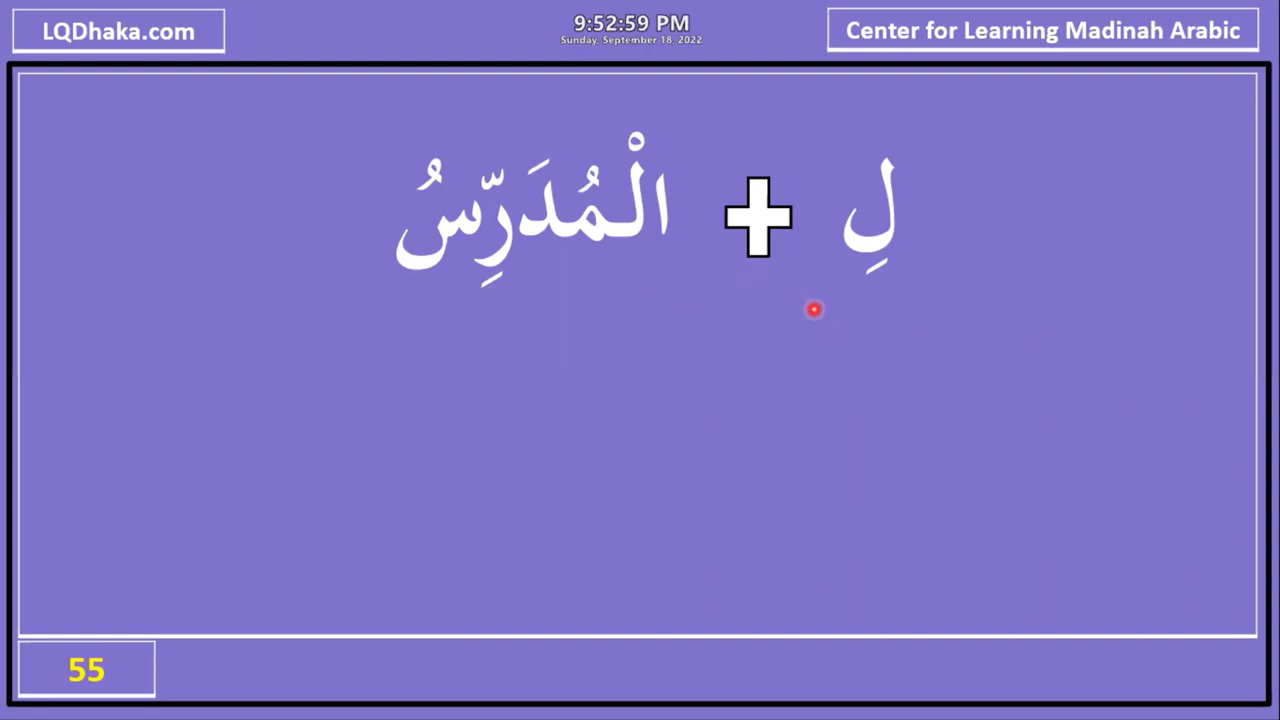 LQDhaka.com
9:52:59 PM
Sunday, September 18, 2022
Center for Learning Madinah Arabic
لِ + الْمُدَرِّسُ
55